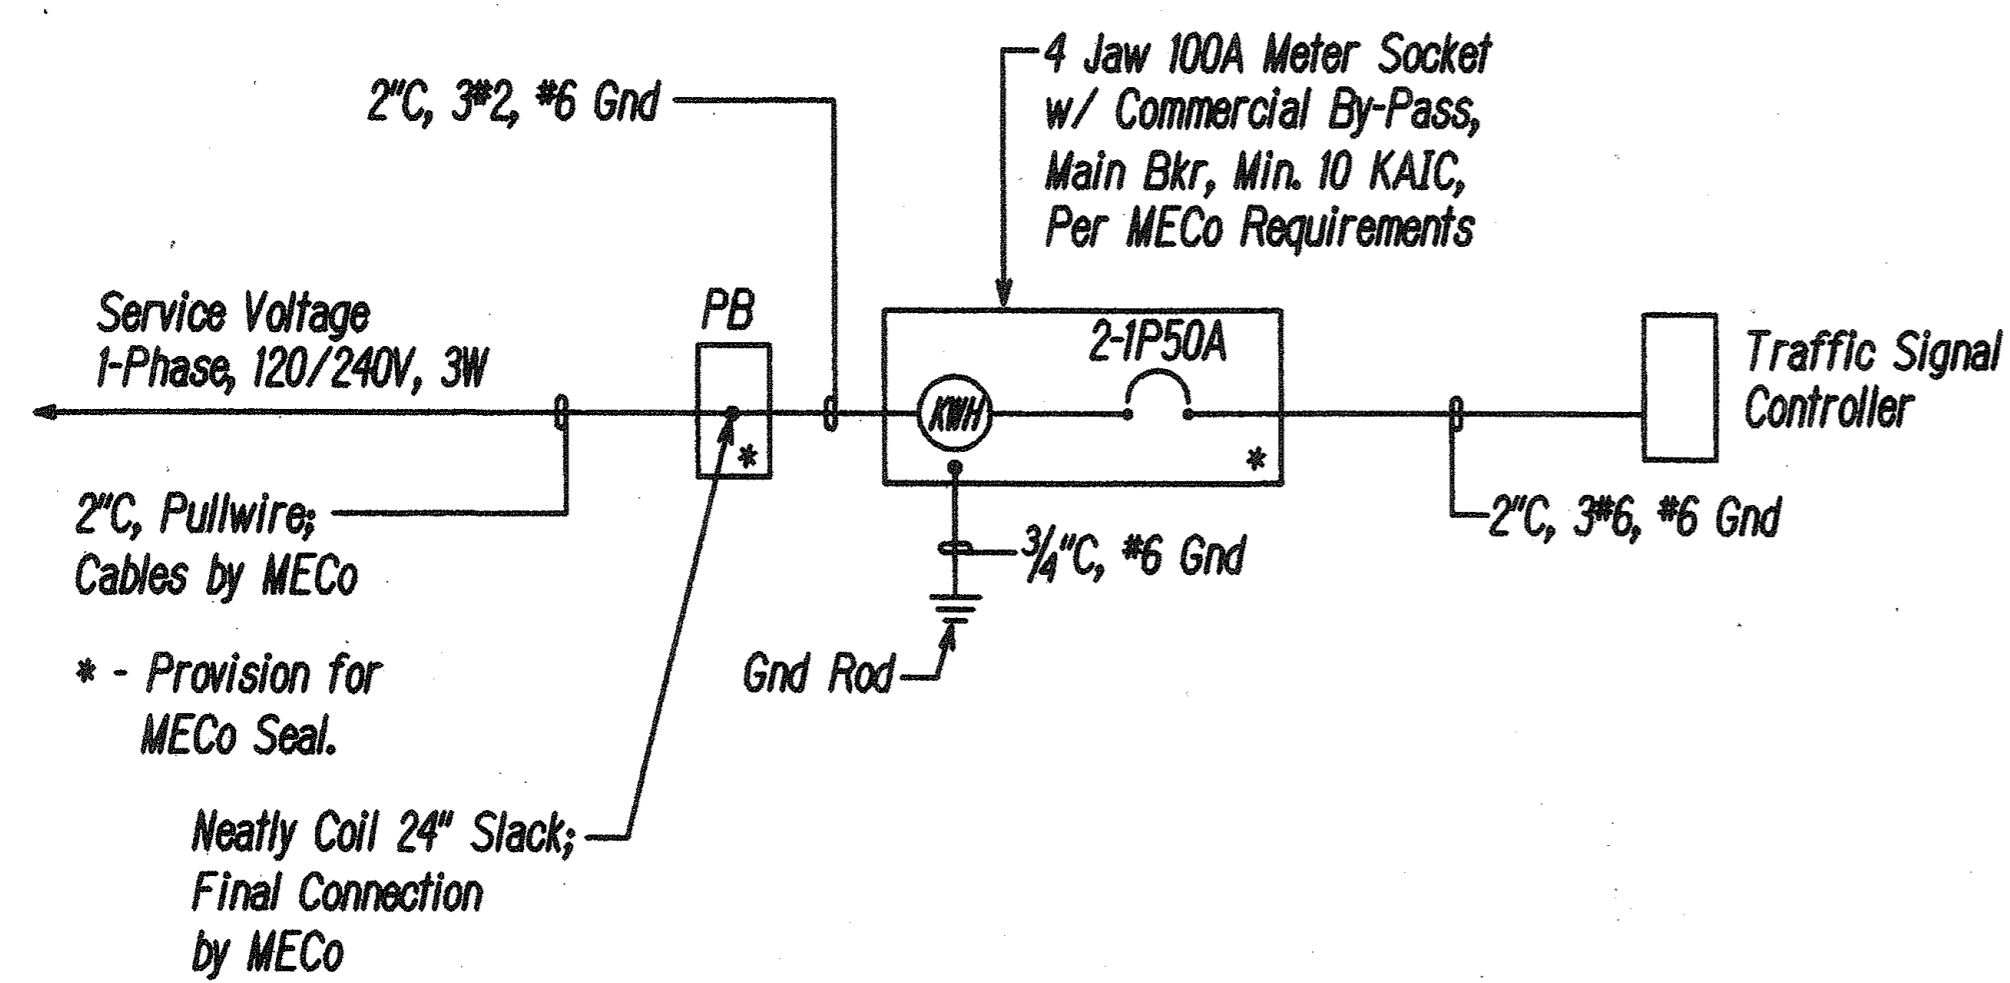 4 Jaw 100A Meter Socket
w/ Commercial By-Pass,
Main Bkr, Min. 10 KAIC,
Per MECo Requirements
2"C, 3#2, #6 Gnd
Service Voltage
1-Phase, 120/240V, 3W
PB
*
2-1P50A
KWH
*
Traffic Signal
Controller
2"C, Pullwire;
Cables by MECo
3/4"C, #6 Gnd
2"C, 3#6, #6 Gnd
Gnd Rod
* - Provision for
MECo Seal.
Neatly Coil 24" Slack;
Final Connection
by MECo